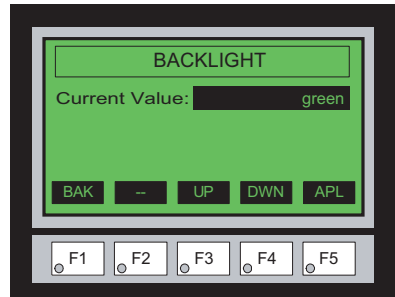 BACKLIGHT
Current Value: green
BAK -- UP DWN APL
F1 F2 F3 F4 F5